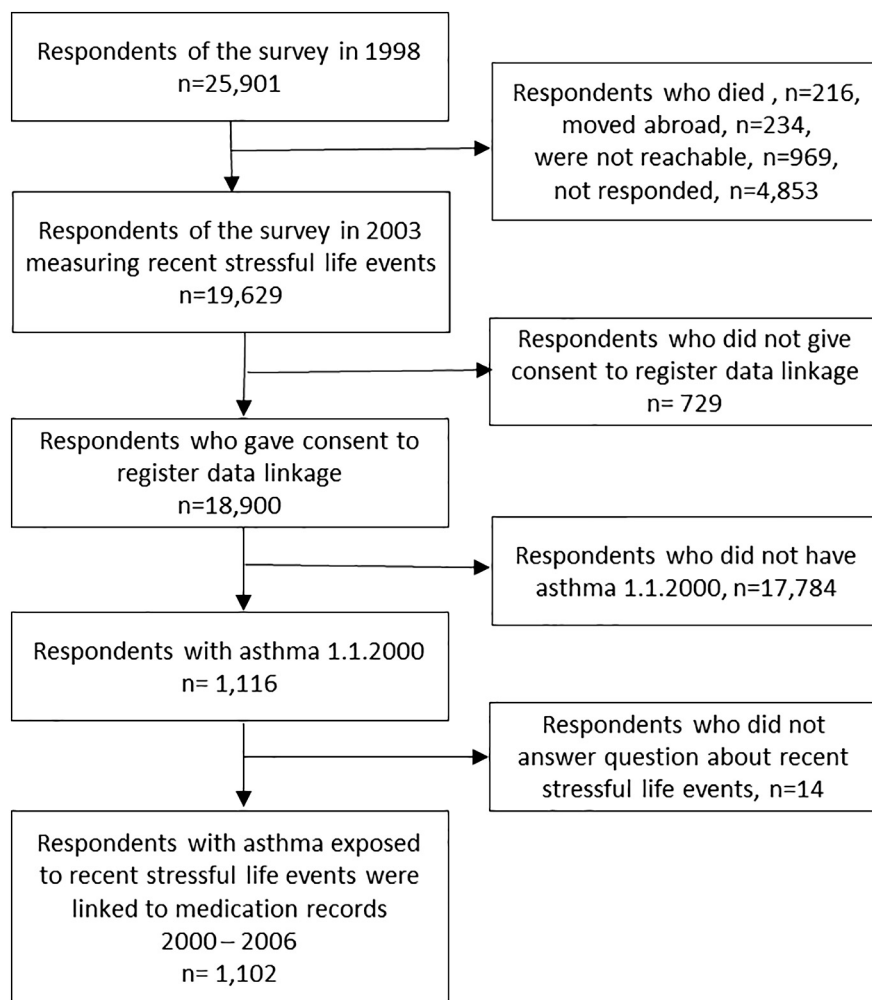 Respondents of the survey in 1998
n=25,901
Respondents who died , n=216,
moved abroad, n=234,
were not reachable, n=969,
not responded, n=4,853
Respondents of the survey in 2003
measuring recent stressful life events
n=19,629
Respondents who did not give
consent to register data linkage
n= 729
Respondents who gave consent to
register data linkage
n=18,900
Respondents who did not have
asthma 1.1.2000, n=17,784
Respondents with asthma 1.1.2000
n= 1,116
Respondents who did not
answer question about recent
stressful life events, n=14
Respondents with asthma exposed
to recent stressful life events were
linked to medication records
2000 – 2006
n= 1,102